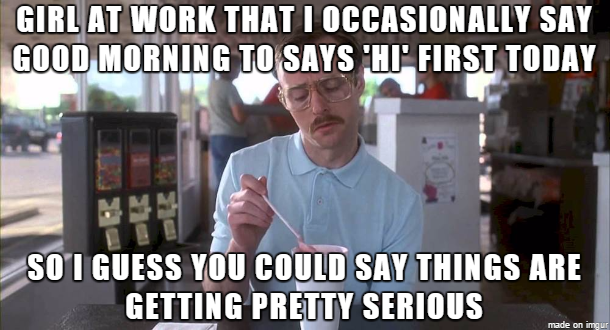 GIRL AT WORK THAT I OCCASIONALLY SAY
GOOD MORNING TO SAYS 'HI' FIRST TODAY
SO I GUESS YOU COULD SAY THINGS ARE
GETTING PRETTY SERIOUS
made on imgur